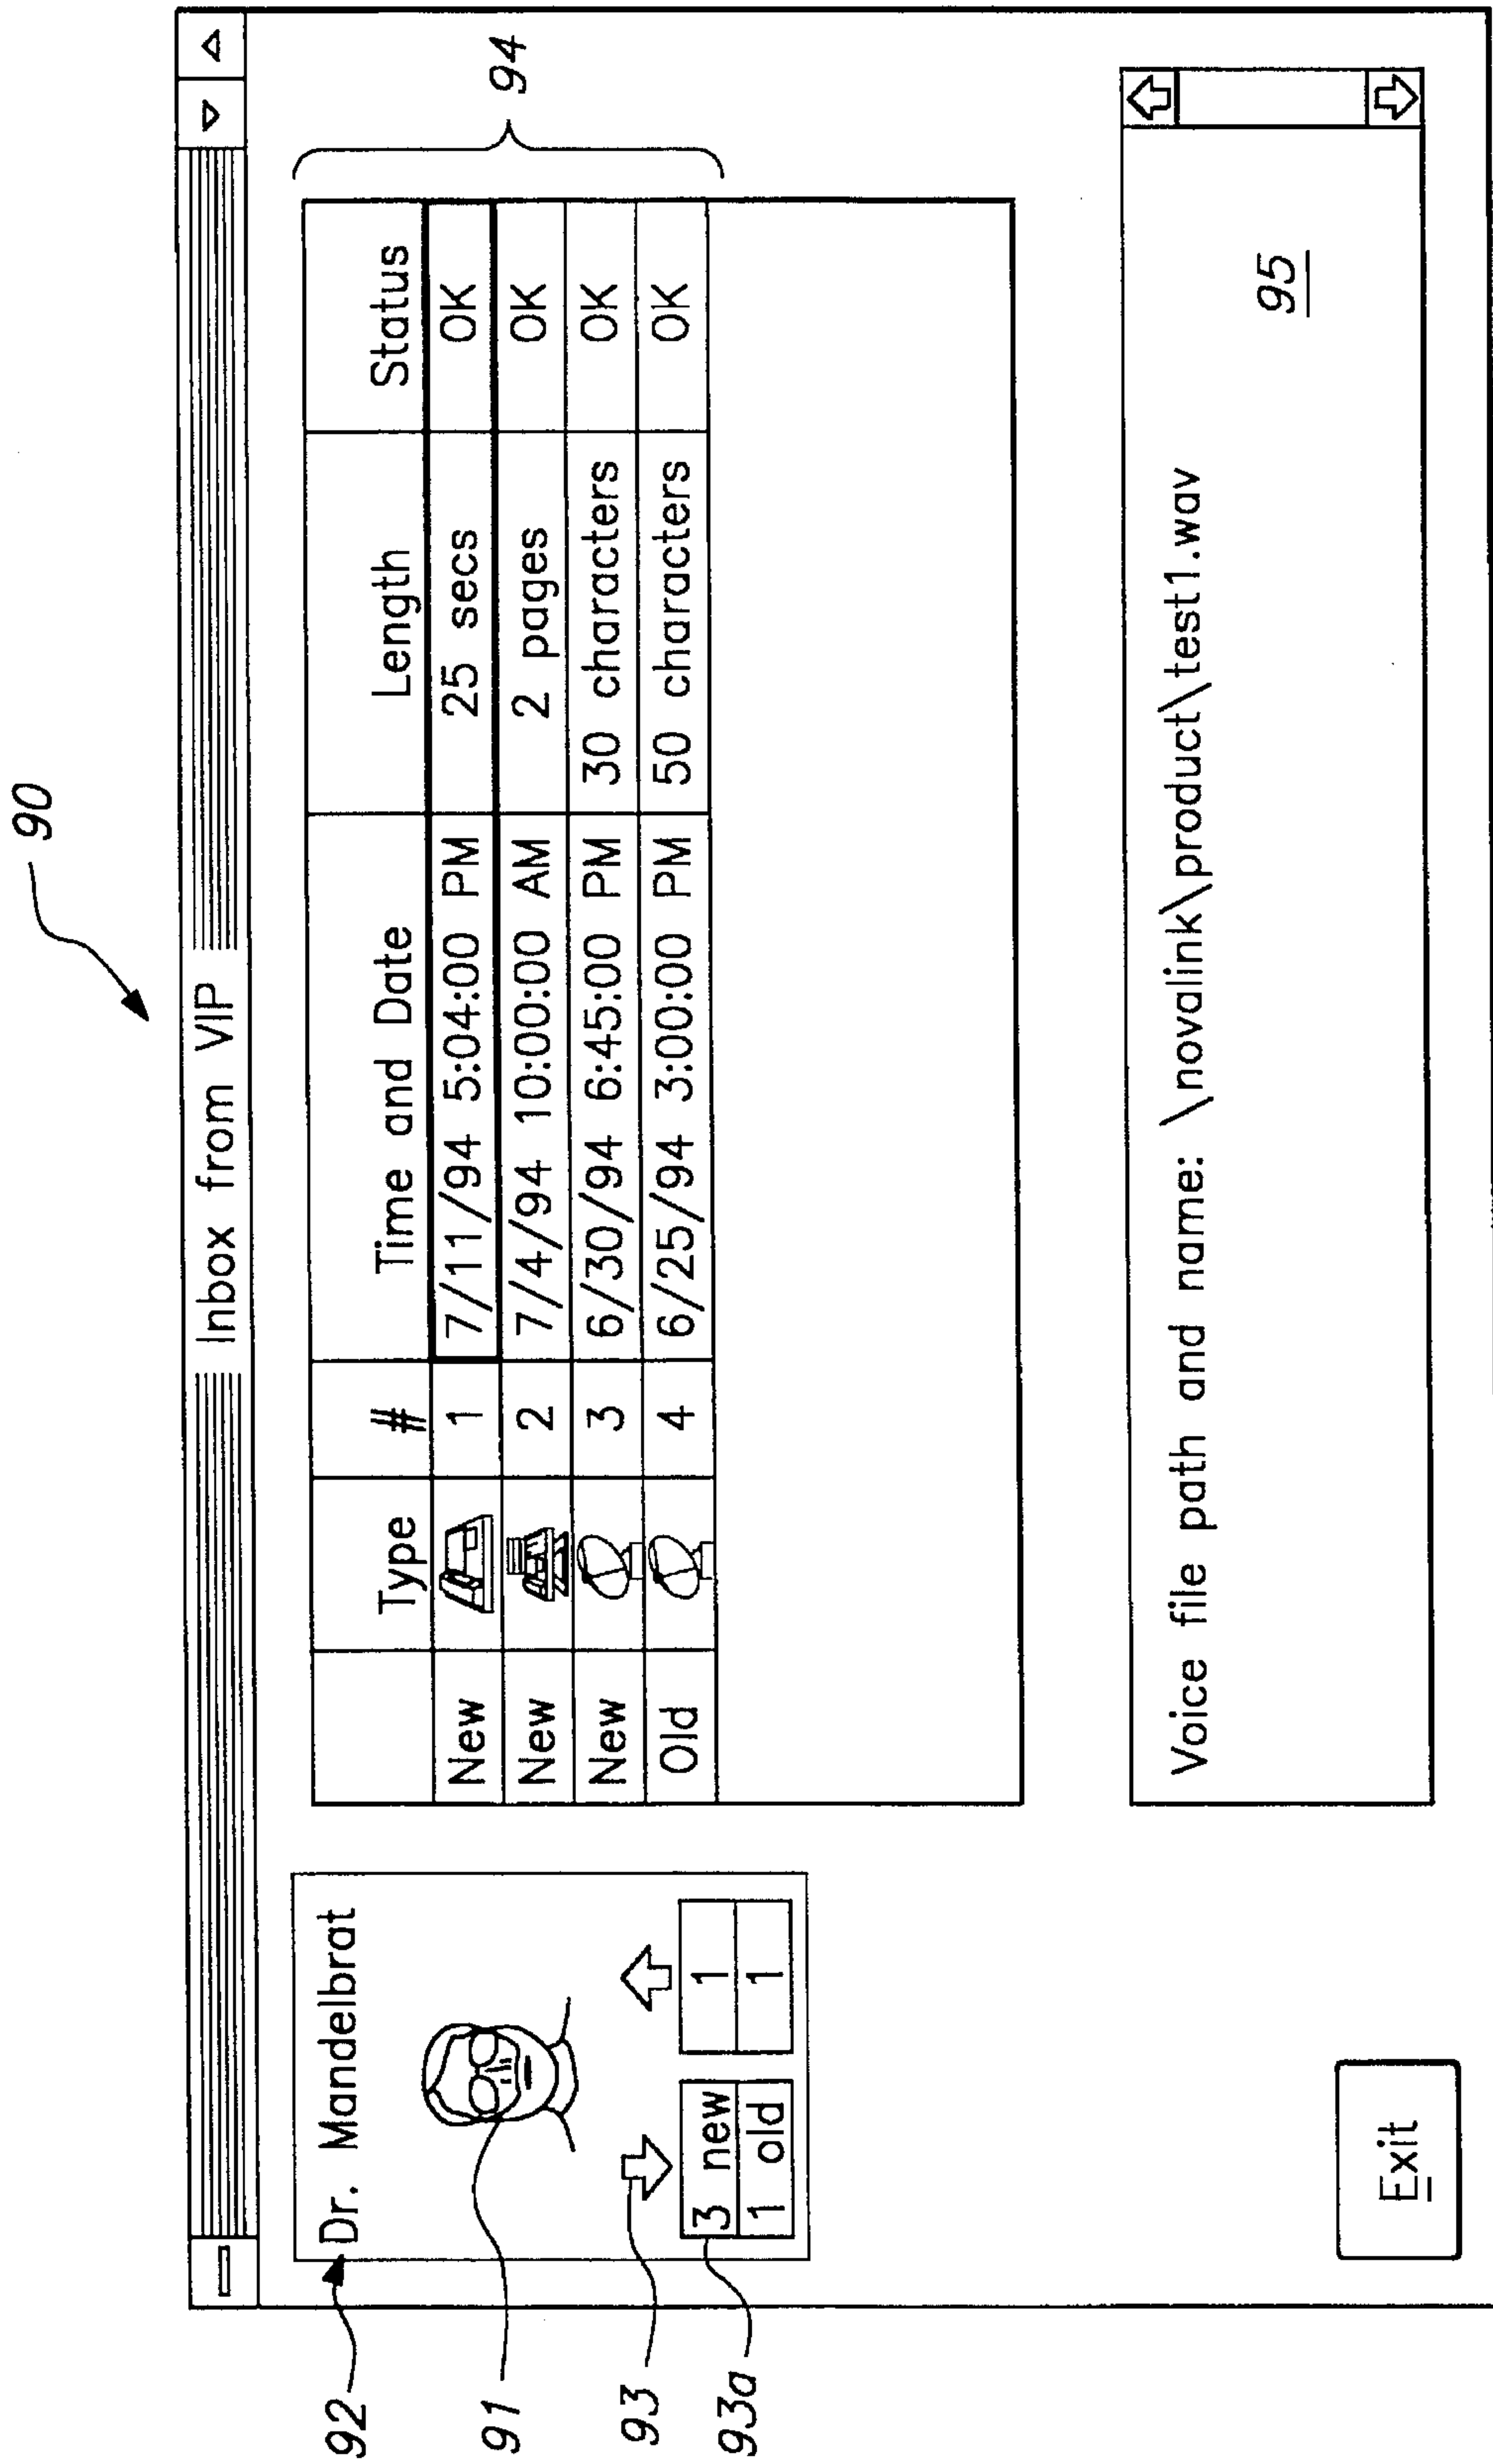 90
Inbox from VIP
92
Dr. Mandelbrat
91
93
93a
3 new
1 old
1
1
Type # Time and Date Length Status
New 1 7/11/94 5:04:00 PM 25 secs OK
New 2 7/4/94 10:00:00 AM 2 pages OK
New 3 6/30/94 6:45:00 PM 30 characters OK
Old 4 6/25/94 3:00:00 PM 50 characters OK
94
Voice file path and name: \novalink\product\test1.wav
95
Exit